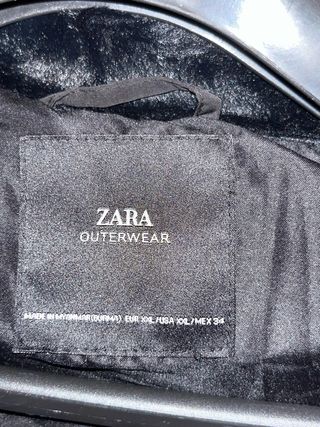 ZARA
OUTERWEAR
MADE IN MYANMAR(BURMA) EUR XXL/USA XXL/MEX 34